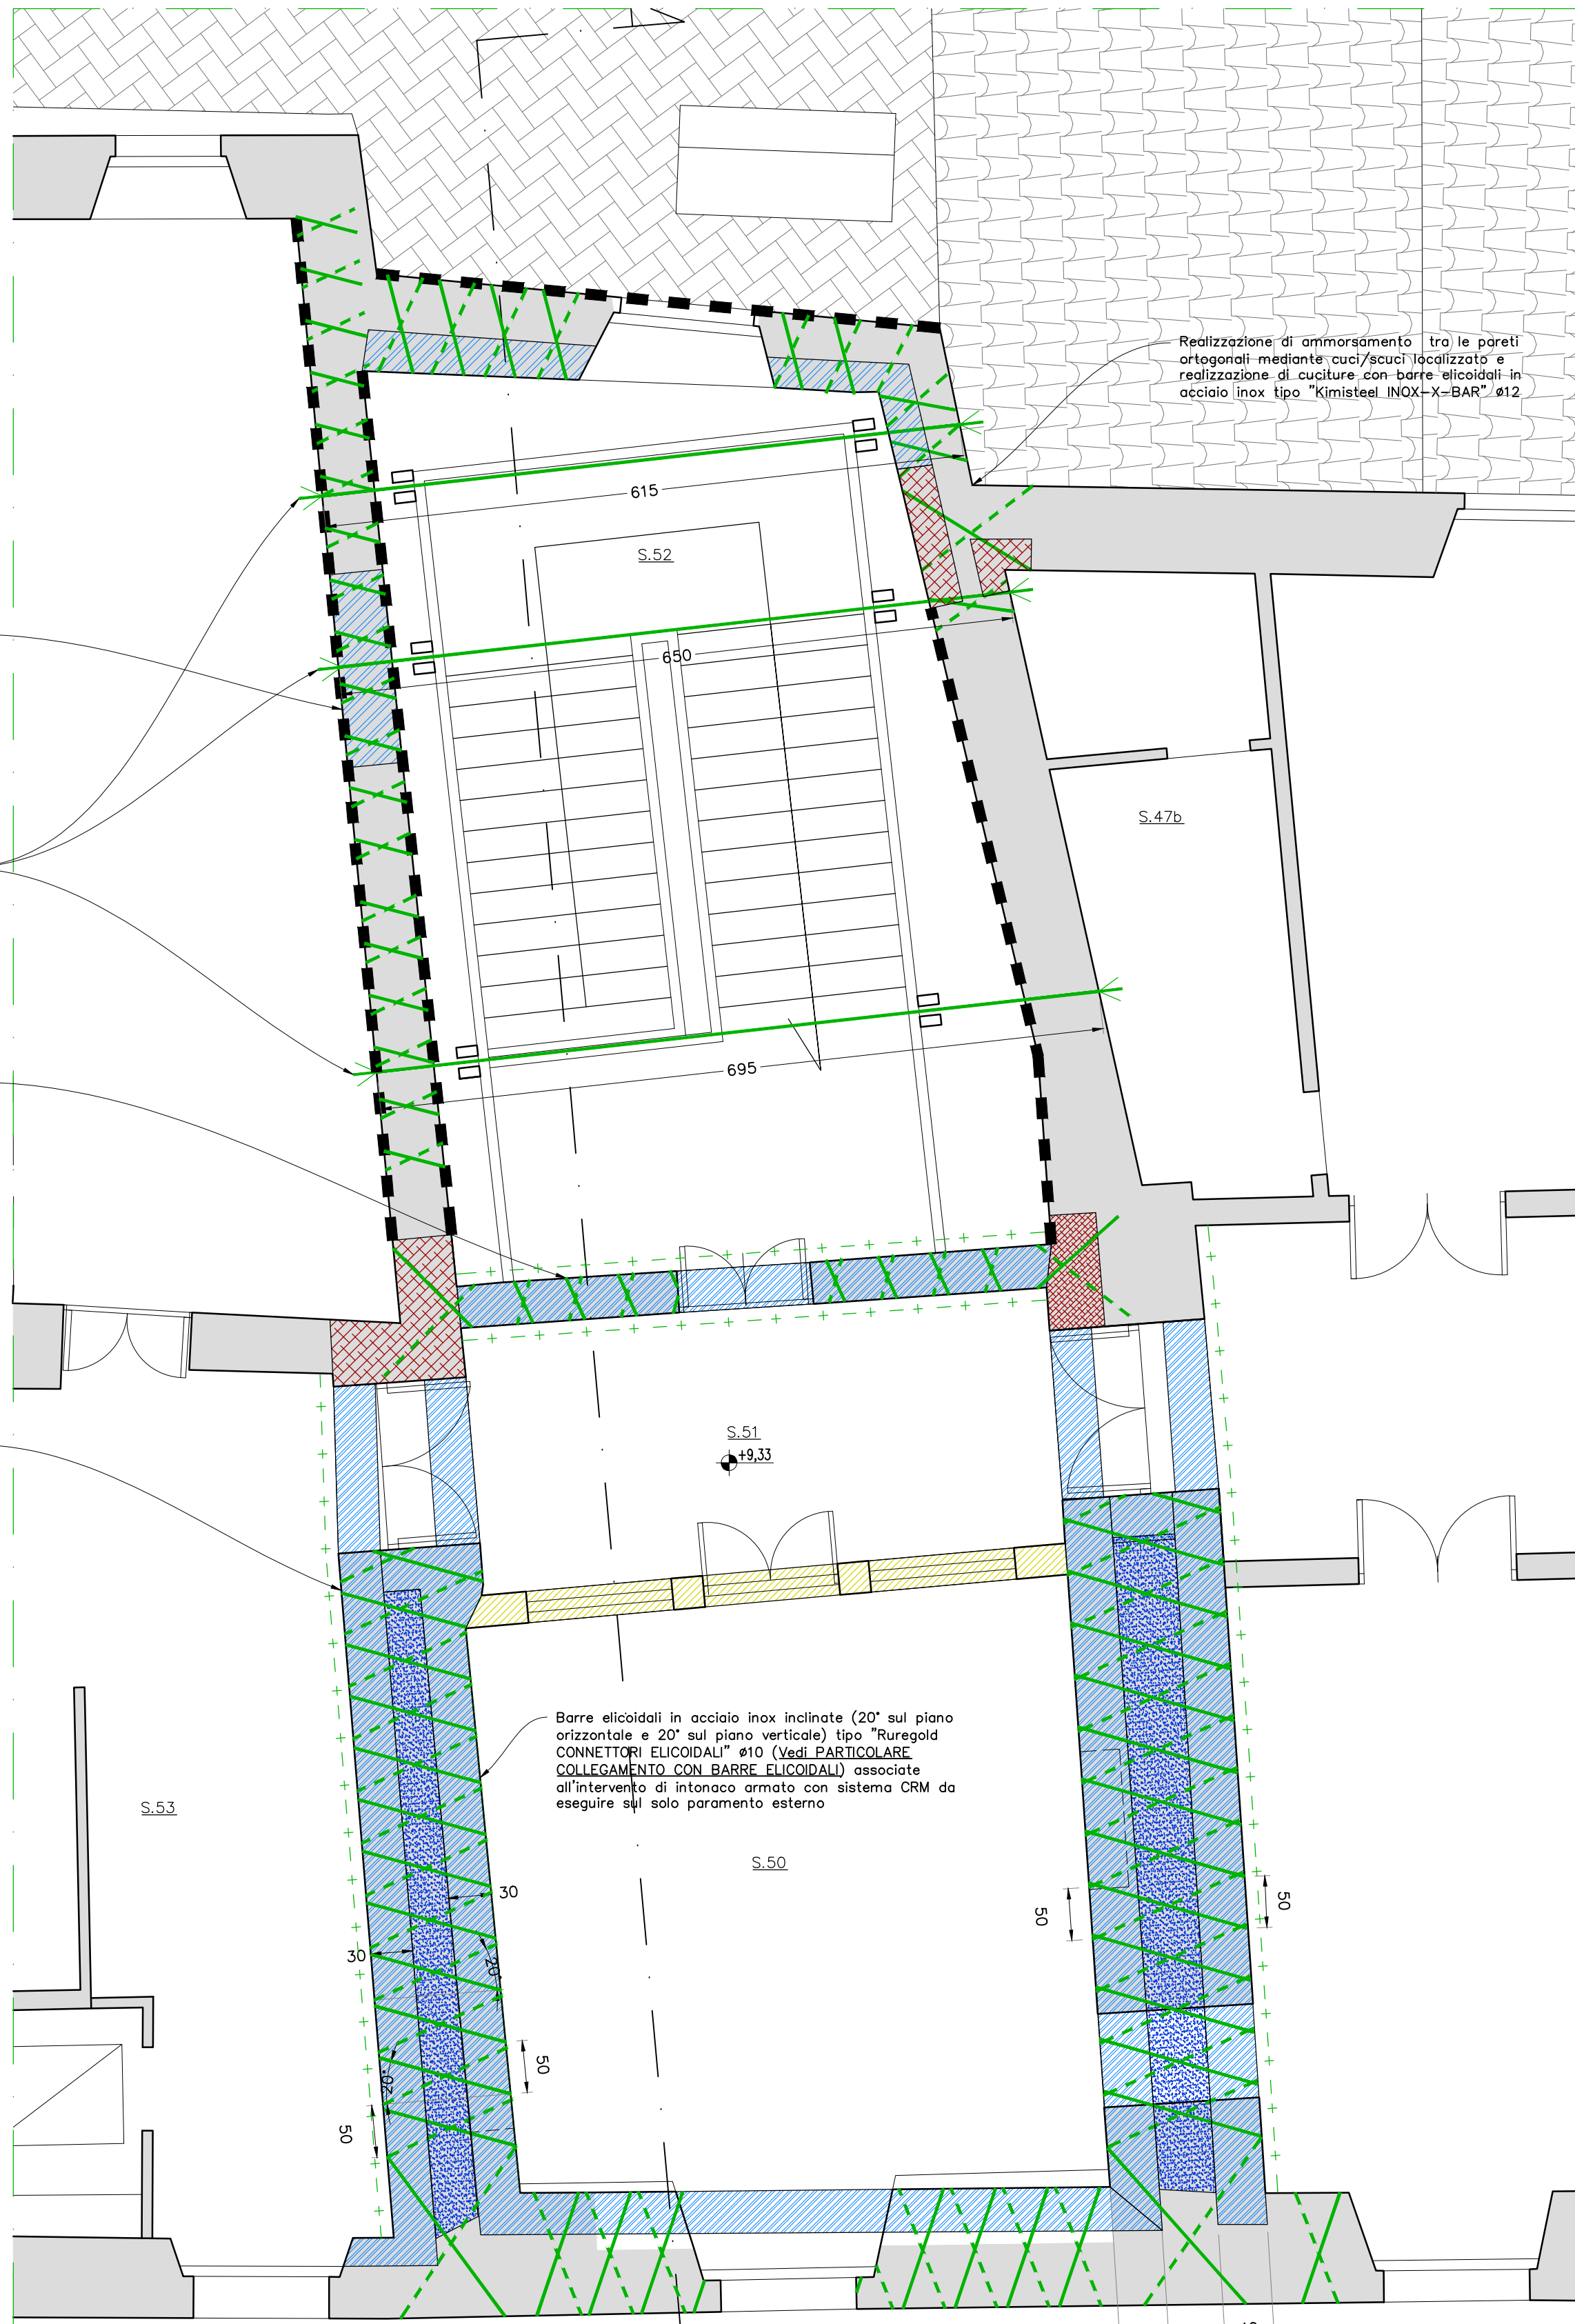 Realizzazione di ammorsamento tra le pareti
ortogonali mediante cuci/scuci localizzato e
realizzazione di cuciture con barre elicoidali in
acciaio inox tipo "Kimisteel INOX-X-BAR" ø12
615
S.52
650
S.47b
695
S.51
+9,33
Barre elicoidali in acciaio inox inclinate (20° sul piano
orizzontale e 20° sul piano verticale) tipo "Ruregold
CONNETTORI ELICOIDALI" ø10 (Vedi PARTICOLARE
COLLEGAMENTO CON BARRE ELICOIDALI) associate
all'intervento di intonaco armato con sistema CRM da
eseguire sul solo paramento esterno
S.53
S.50
30
50
50
30
20°
50
20°
50